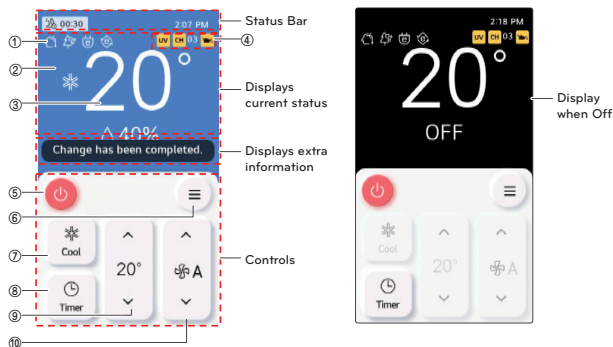 00:30
2:07 PM
Status Bar
①
④
UV CH 03
②
20°
③
Displays
current status
40%
Change has been completed.
Displays extra
information
⑤
⑥
⑦
Cool
20°
A
Controls
⑧
Timer
⑨
⑩
2:18 PM
UV CH 03
20°
OFF
Display
when Off
Cool
20°
A
Timer